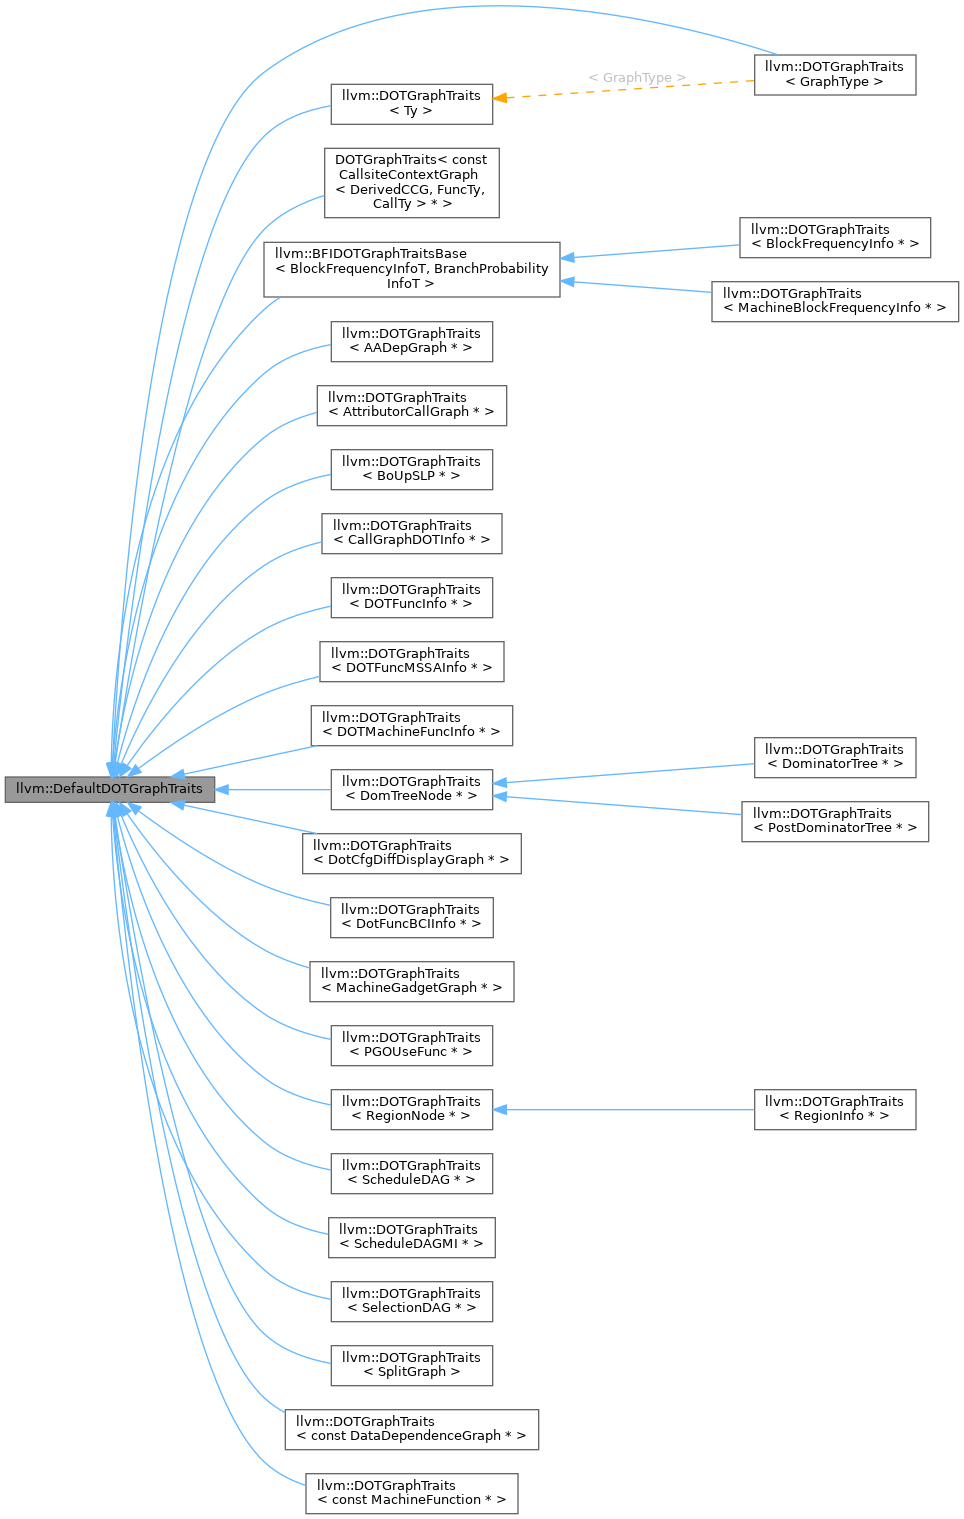 llvm::DOTGraphTraits
< GraphType >
< GraphType >
llvm::DOTGraphTraits
< Ty >
DOTGraphTraits< const
CallsiteContextGraph
< DerivedCCG, FuncTy,
CallTy > * >
llvm::DOTGraphTraits
< BlockFrequencyInfo * >
llvm::BFIDOTGraphTraitsBase
< BlockFrequencyInfoT, BranchProbability
InfoT >
llvm::DOTGraphTraits
< MachineBlockFrequencyInfo * >
llvm::DOTGraphTraits
< AADepGraph * >
llvm::DOTGraphTraits
< AttributorCallGraph * >
llvm::DOTGraphTraits
< BoUpSLP * >
llvm::DOTGraphTraits
< CallGraphDOTInfo * >
llvm::DOTGraphTraits
< DOTFuncInfo * >
llvm::DOTGraphTraits
< DOTFuncMSSAInfo * >
llvm::DOTGraphTraits
< DOTMachineFuncInfo * >
llvm::DefaultDOTGraphTraits
llvm::DOTGraphTraits
< DomTreeNode * >
llvm::DOTGraphTraits
< DominatorTree * >
llvm::DOTGraphTraits
< PostDominatorTree * >
llvm::DOTGraphTraits
< DotCfgDiffDisplayGraph * >
llvm::DOTGraphTraits
< DotFuncBCIInfo * >
llvm::DOTGraphTraits
< MachineGadgetGraph * >
llvm::DOTGraphTraits
< PGOUseFunc * >
llvm::DOTGraphTraits
< RegionNode * >
llvm::DOTGraphTraits
< RegionInfo * >
llvm::DOTGraphTraits
< ScheduleDAG * >
llvm::DOTGraphTraits
< ScheduleDAGMI * >
llvm::DOTGraphTraits
< SelectionDAG * >
llvm::DOTGraphTraits
< SplitGraph >
llvm::DOTGraphTraits
< const DataDependenceGraph * >
llvm::DOTGraphTraits
< const MachineFunction * >